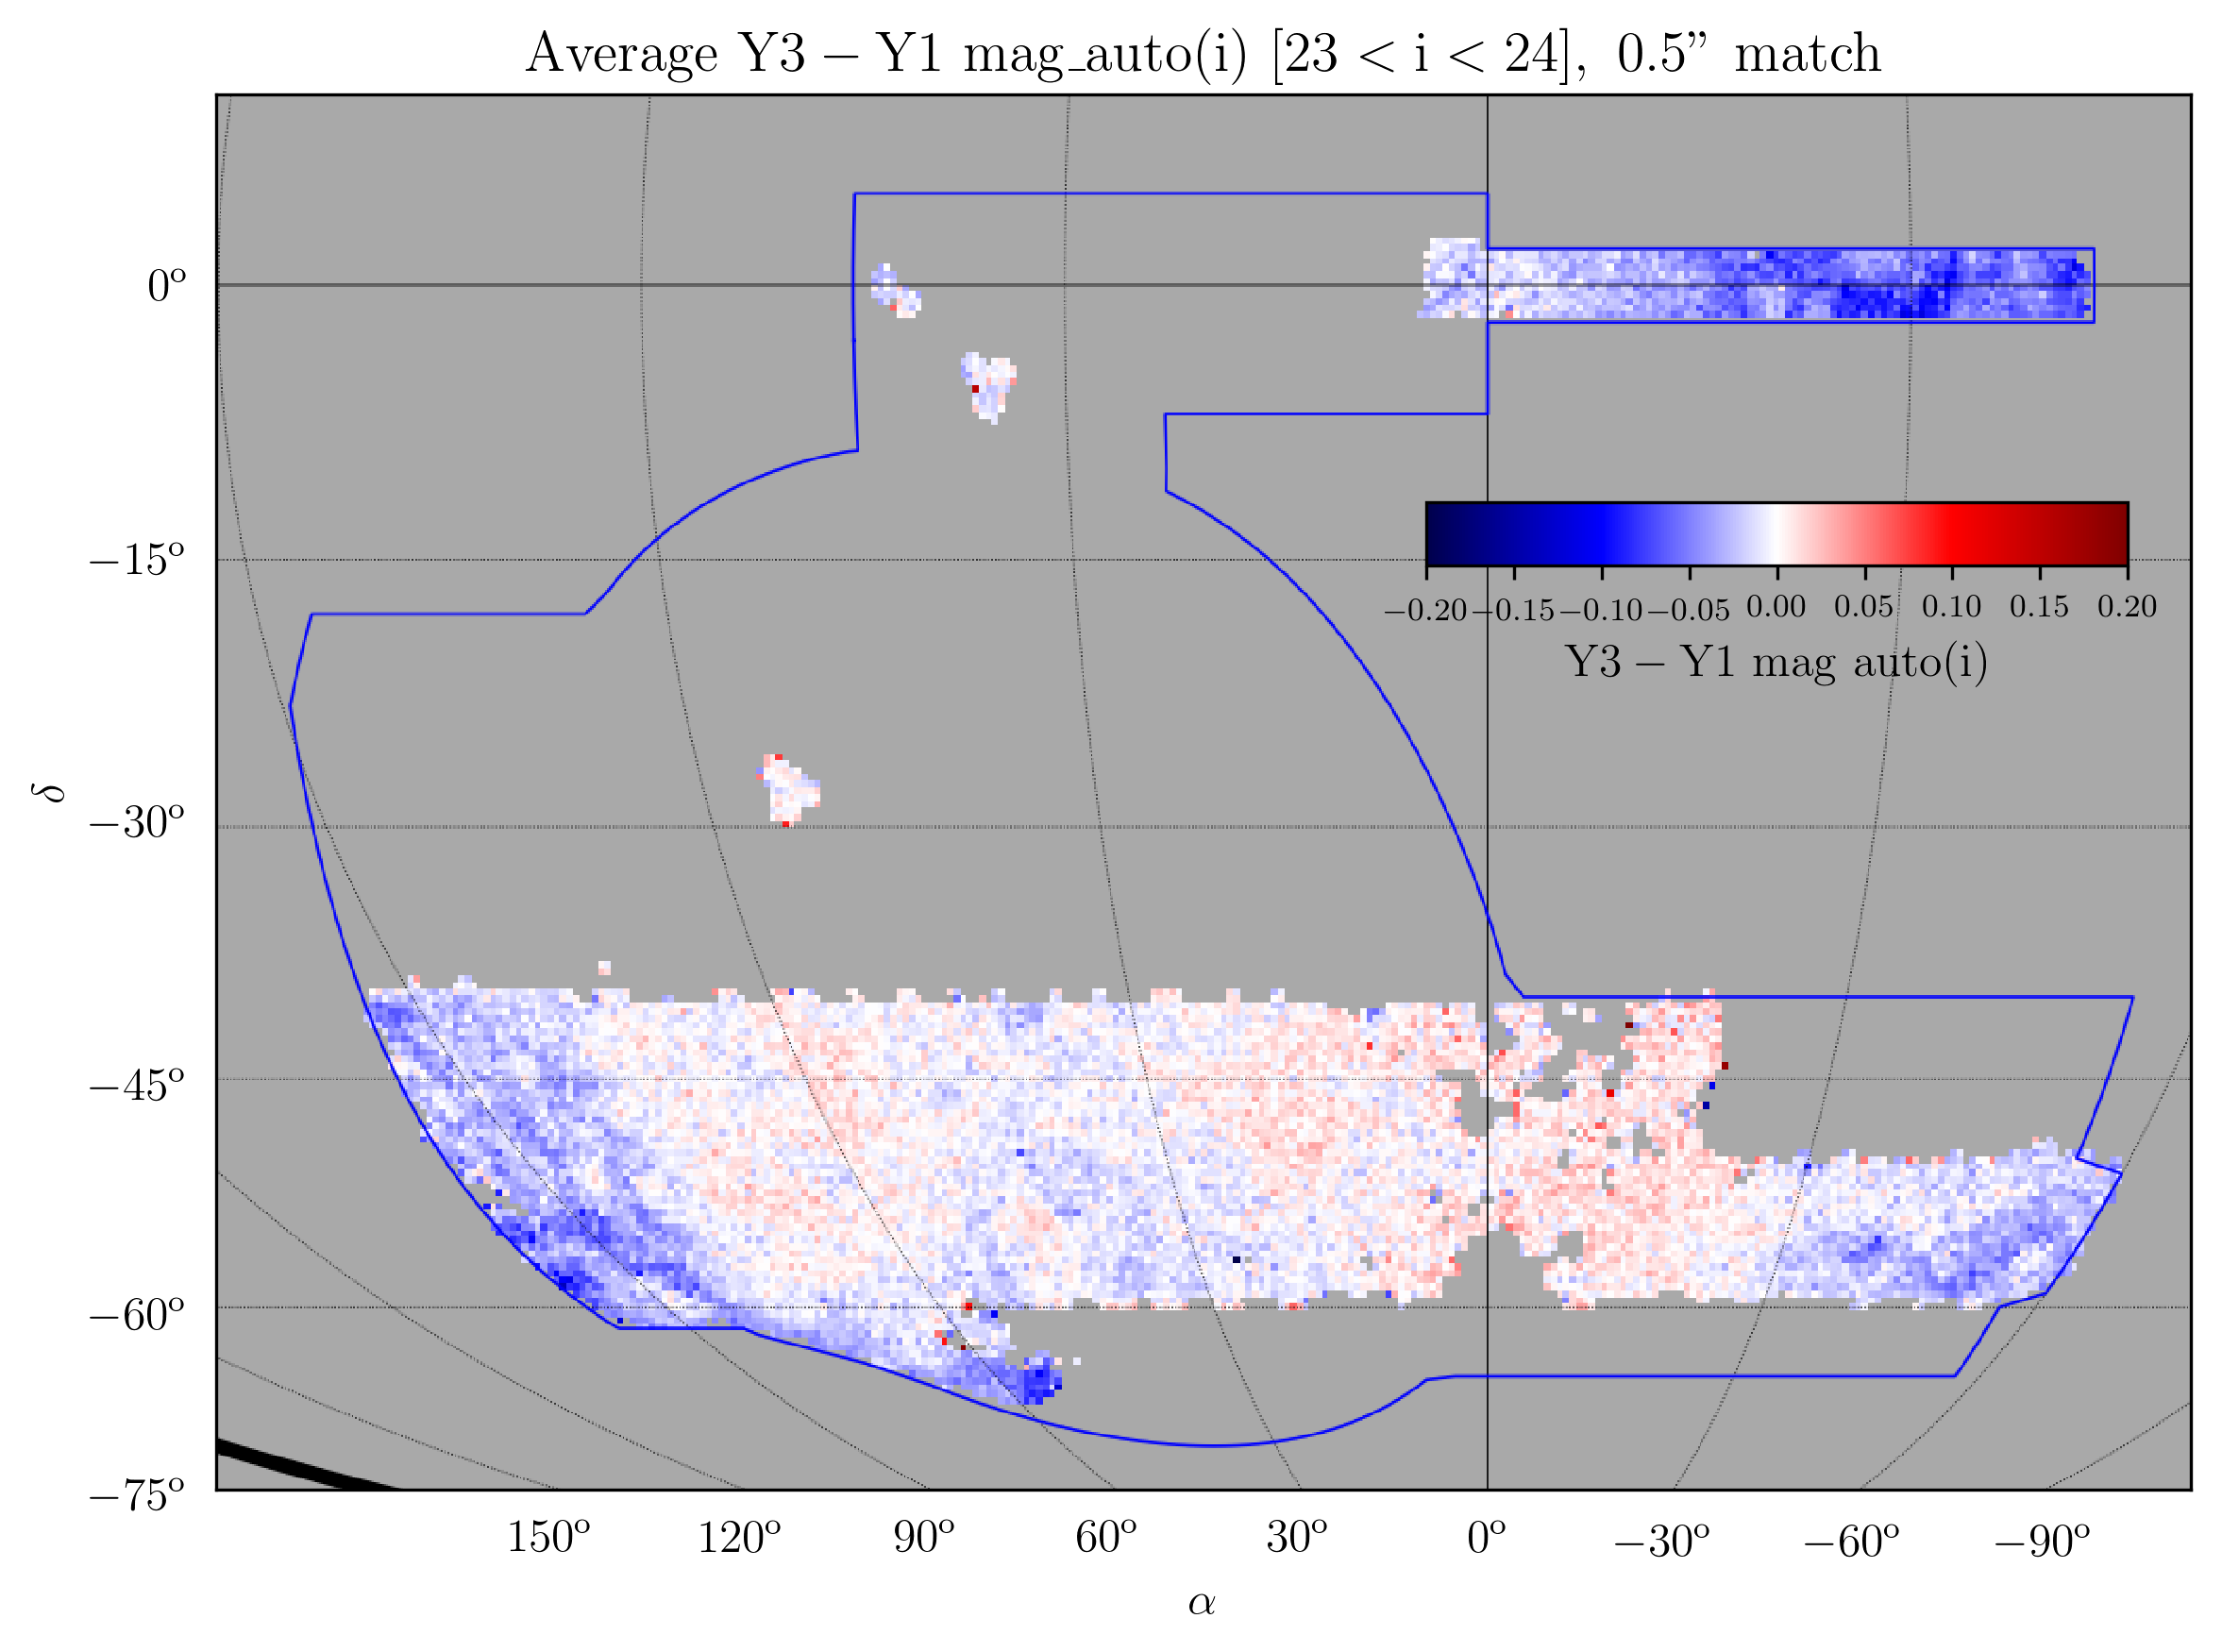 Average Y3 − Y1 mag_auto(i) [23 < i < 24], 0.5” match
0°
−15°
−30°
−45°
−60°
−75°
δ
−0.20 −0.15 −0.10 −0.05 0.00 0.05 0.10 0.15 0.20
Y3 − Y1 mag auto(i)
150° 120° 90° 60° 30° 0° −30° −60° −90°
α